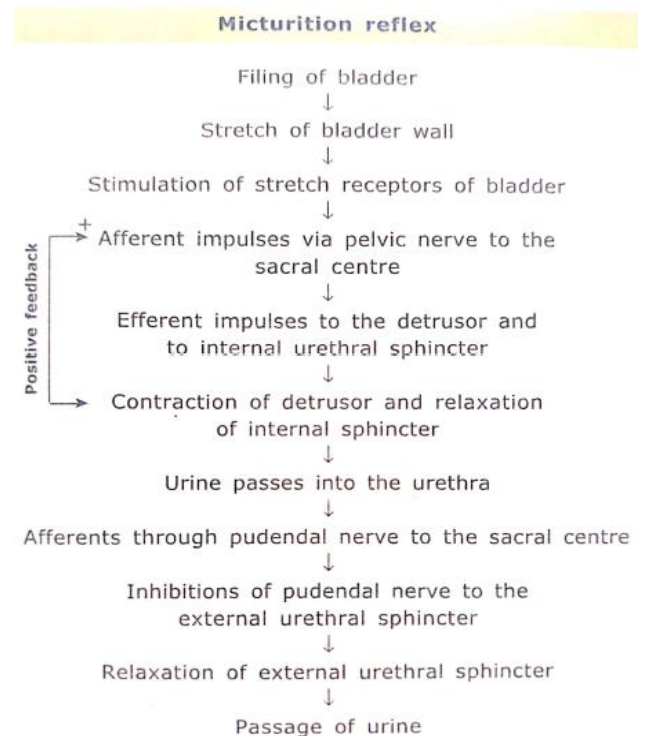 Micturition reflex
Filing of bladder
↓
Stretch of bladder wall
↓
Stimulation of stretch receptors of bladder
↓
+
Positive feedback
Afferent impulses via pelvic nerve to the
sacral centre
↓
Efferent impulses to the detrusor and
to internal urethral sphincter
↓
Contraction of detrusor and relaxation
of internal sphincter
↓
Urine passes into the urethra
↓
Afferents through pudendal nerve to the sacral centre
↓
Inhibitions of pudendal nerve to the
external urethral sphincter
↓
Relaxation of external urethral sphincter
↓
Passage of urine